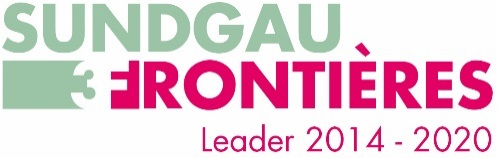 SUNDGAU
3 FRONTIÈRES
Leader 2014 - 2020